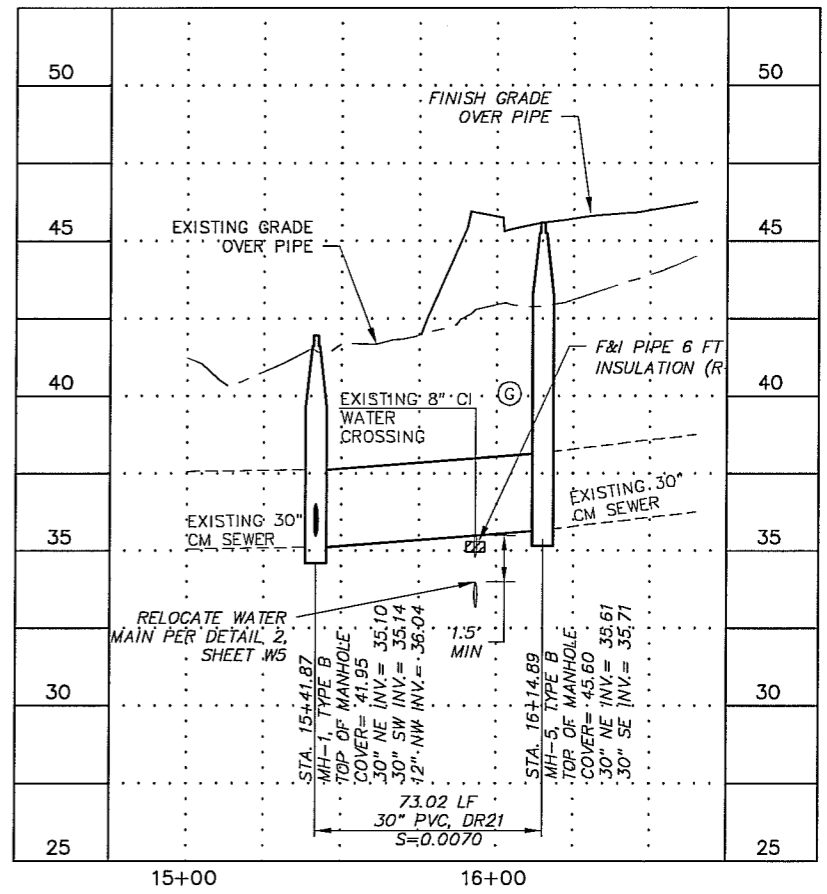 50
50
FINISH GRADE
OVER PIPE
45
45
EXISTING GRADE
OVER PIPE
F&I PIPE 6 FT
INSULATION (R
40
40
EXISTING 8" CI
WATER
CROSSING
G
EXISTING 30"
CM SEWER
EXISTING 30"
CM SEWER
35
35
RELOCATE WATER
MAIN PER DETAIL 2,
SHEET W5
1.5'
MIN
30
30
STA. 15+41.87
MH-1, TYPE B
TOP OF MANHOLE
COVER= 41.95
30" NE INV.= 35.10
30" SW INV.= 35.14
12" NW INV.= 36.04
STA. 16+14.89
MH-5, TYPE B
TOP OF MANHOLE
COVER= 45.60
30" NE INV.= 35.61
30" SE INV.= 35.71
73.02 LF
30" PVC, DR21
S=0.0070
25
25
15+00
16+00